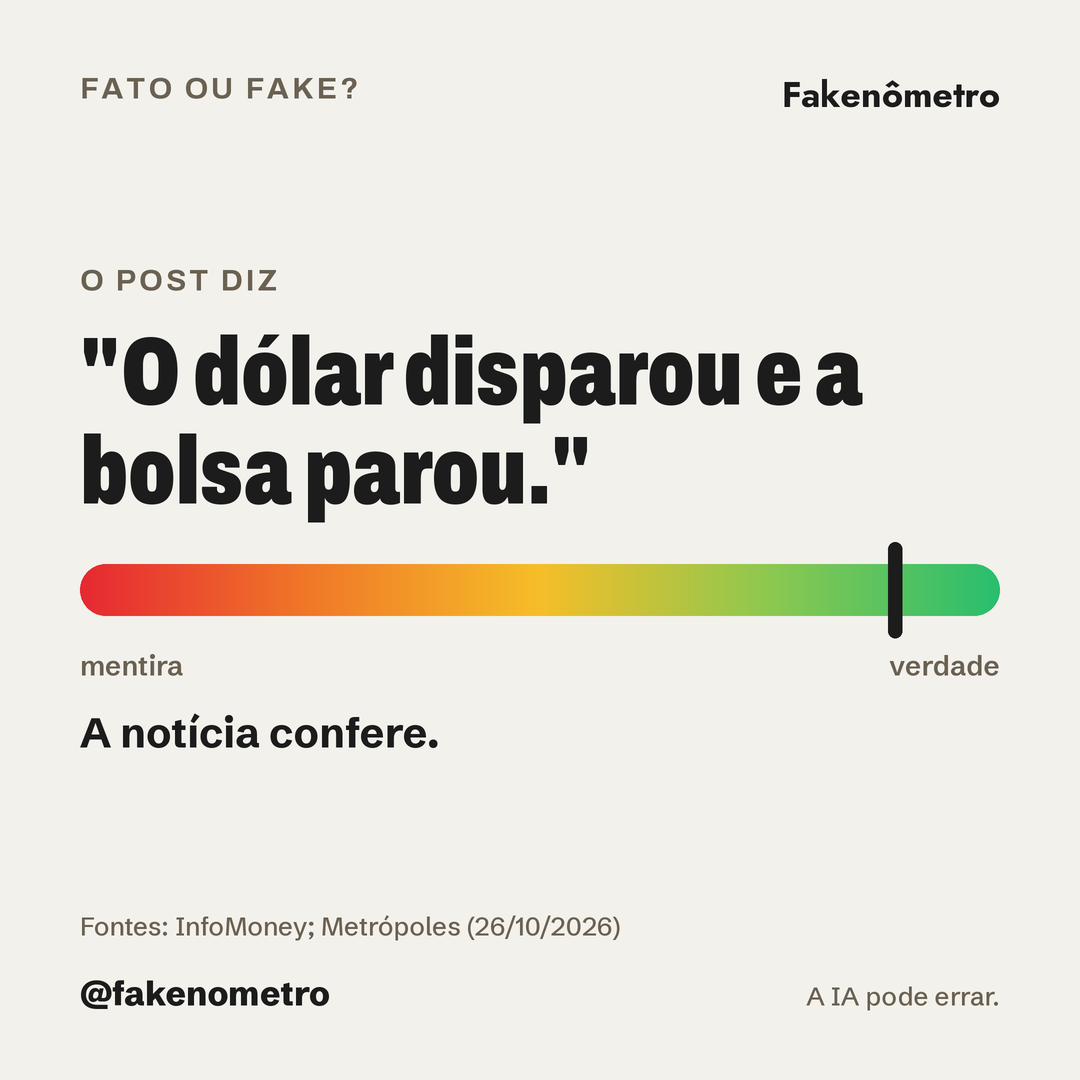 FATO OU FAKE?
Fakenômetro
O POST DIZ
"O dólar disparou e a
bolsa parou."
mentira
verdade
A notícia confere.
Fontes: InfoMoney; Metrópoles (26/10/2026)
@fakenometro
A IA pode errar.